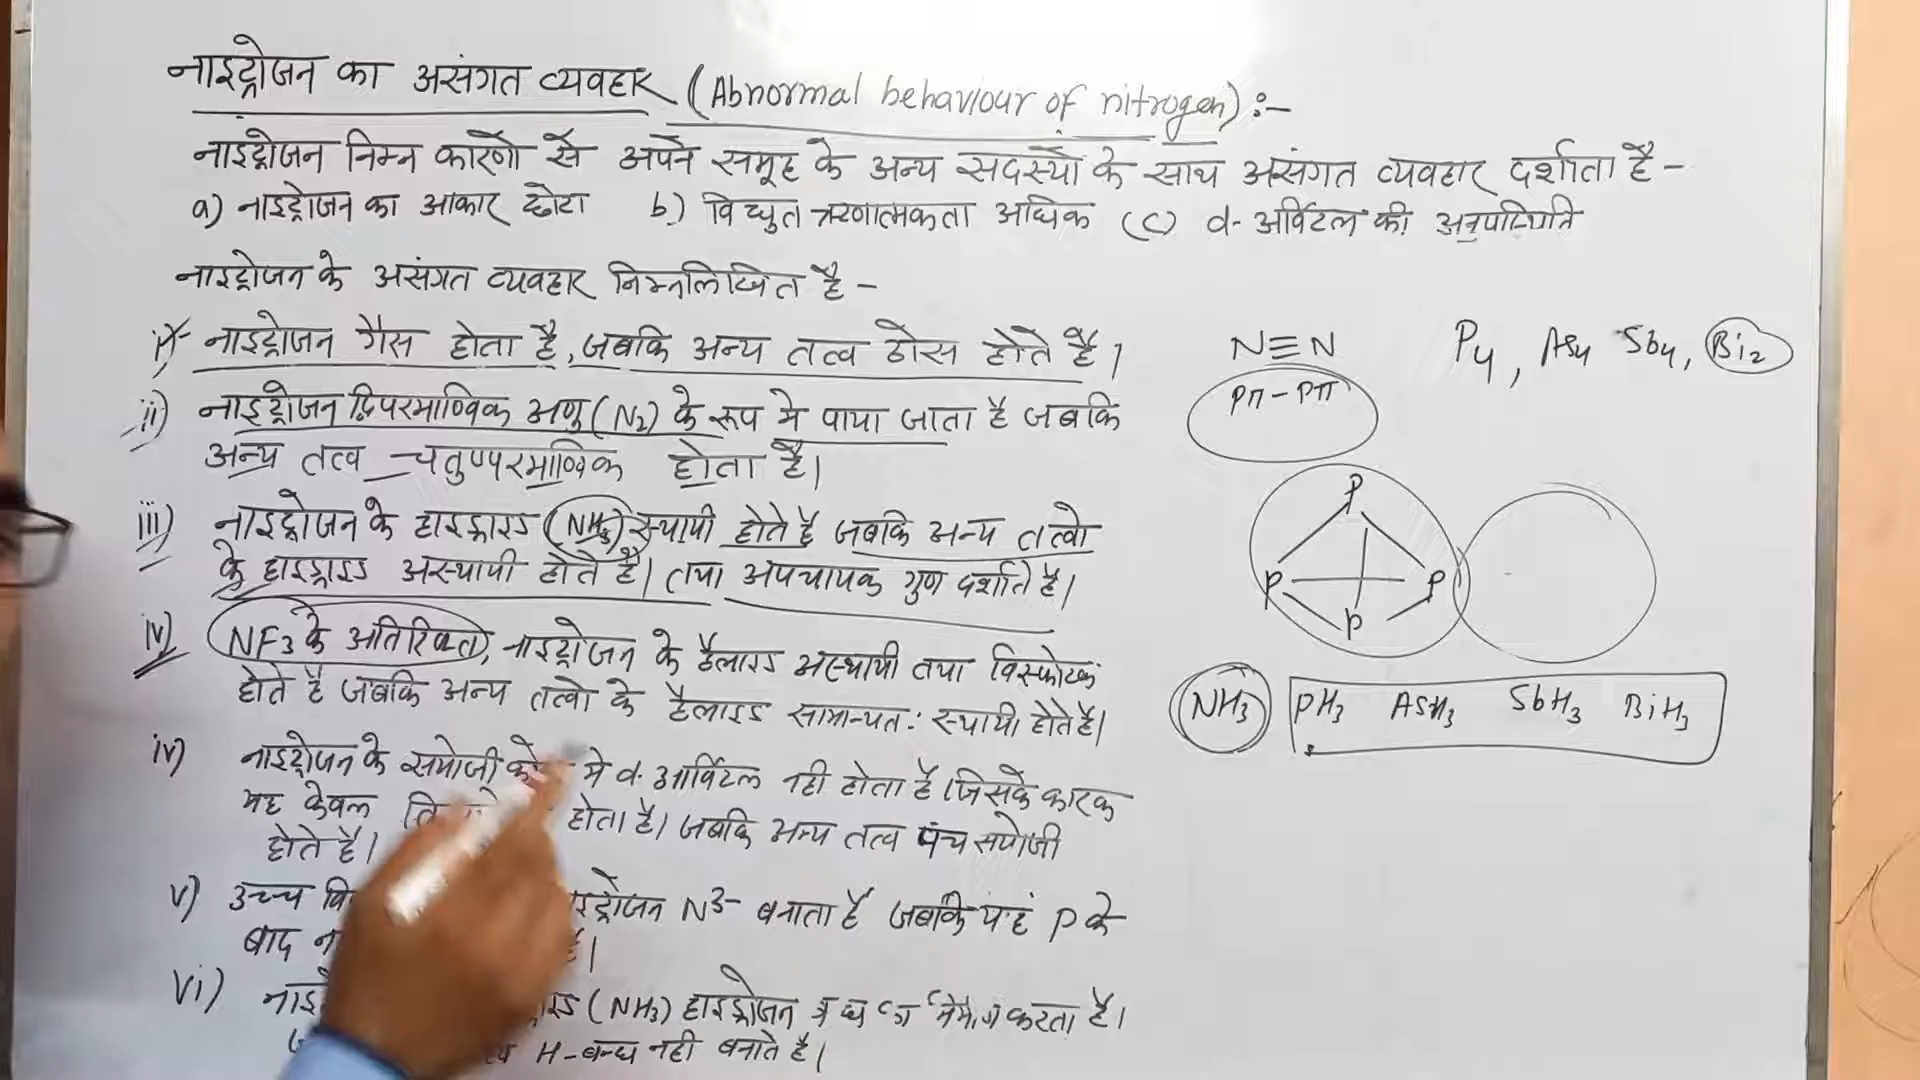 नाइट्रोजन का असंगत व्यवहार (Abnormal behaviour of nitrogen) :-
नाइट्रोजन निम्न कारणो से अपने समूह के अन्य सदस्यो के साथ असंगत व्यवहार दर्शाता है -
a) नाइट्रोजन का आकार छोटा b) विद्युत ऋणात्मकता अधिक (c) d- अर्विटल की अनुपस्थिति
नाइट्रोजन के असंगत व्यवहार निम्नलिखित है -
i) नाइट्रोजन गैस होता है, जबकि अन्य तत्व ठोस होते है।
ii) नाइट्रोजन द्विपरमाण्विक अणु (N2) के रूप मे पाया जाता है जबकि
अन्य तत्व चतुष्परमाण्विक होता है।
iii) नाइट्रोजन के हाइड्राइड (NH3) स्थायी होते है जबकि अन्य तत्वो
के हाइड्राइड अस्थायी होते है। तथा अपचायक गुण दर्शाते है।
iv) NF3 के अतिरिक्त, नाइट्रोजन के हैलाइड अस्थायी तथा विस्फोटक
होते है जबकि अन्य तत्वो के हैलाइड सामान्यतः स्थायी होते है।
iv) नाइट्रोजन के समोजी मे d- आर्विटल नही होता है। जिसके कारक
यह केवल होता है। जबकि अन्य तत्व पंच सयोजी
होते है।
v) उच्च N3- बनाता है जबकि यह P के
बाद
vi) (NH3) हाइड्रोजन करता है।
H-बन्ध नही बनाते है।
N≡N
Pπ-Pπ
P4, As4 Sb4, Bi2
P
P P
P
NH3 PH3 AsH3 SbH3 BiH3